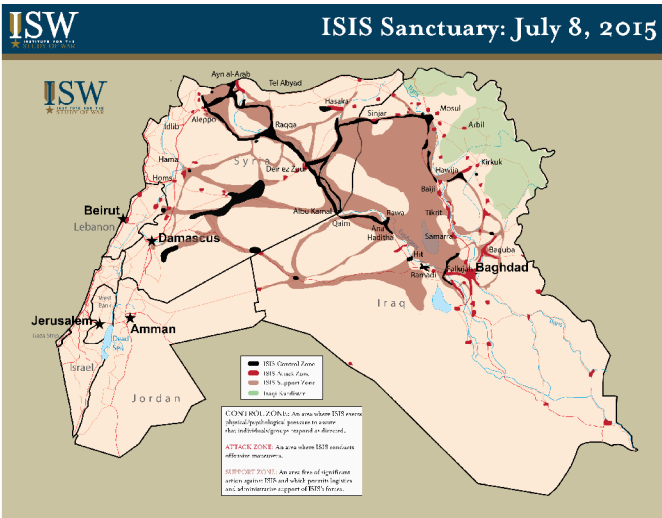 ISW
INSTITUTE FOR THE
STUDY OF WAR
ISIS Sanctuary: July 8, 2015
ISW
INSTITUTE FOR THE
STUDY OF WAR
Ayn al-Arab
Tel Abyad
Hasaka
Sinjar
Mosul
Arbil
Aleppo
Idlib
Raqqa
Kirkuk
Hama
Syria
Deir ez Zour
Hawija
Homs
Baiji
Beirut
Lebanon
Albu Kamal
Rawa
Tikrit
Qaim
Ana
Haditha
Samarra
Damascus
Baquba
Hit
Fallujah
Baghdad
Ramadi
Iraq
West
Bank
Jerusalem
Amman
Gaza Strip
Dead
Sea
Israel
Jordan
ISIS Control Zone
ISIS Attack Zone
ISIS Support Zone
Iraqi Kurdistan
CONTROL ZONE: An area where ISIS exerts
physical/psychological pressure to assure
that individuals/groups respond as directed.
ATTACK ZONE: An area where ISIS conducts
offensive maneuvers.
SUPPORT ZONE: An area free of significant
action against ISIS and which permits logistics
and administrative support of ISIS's forces.